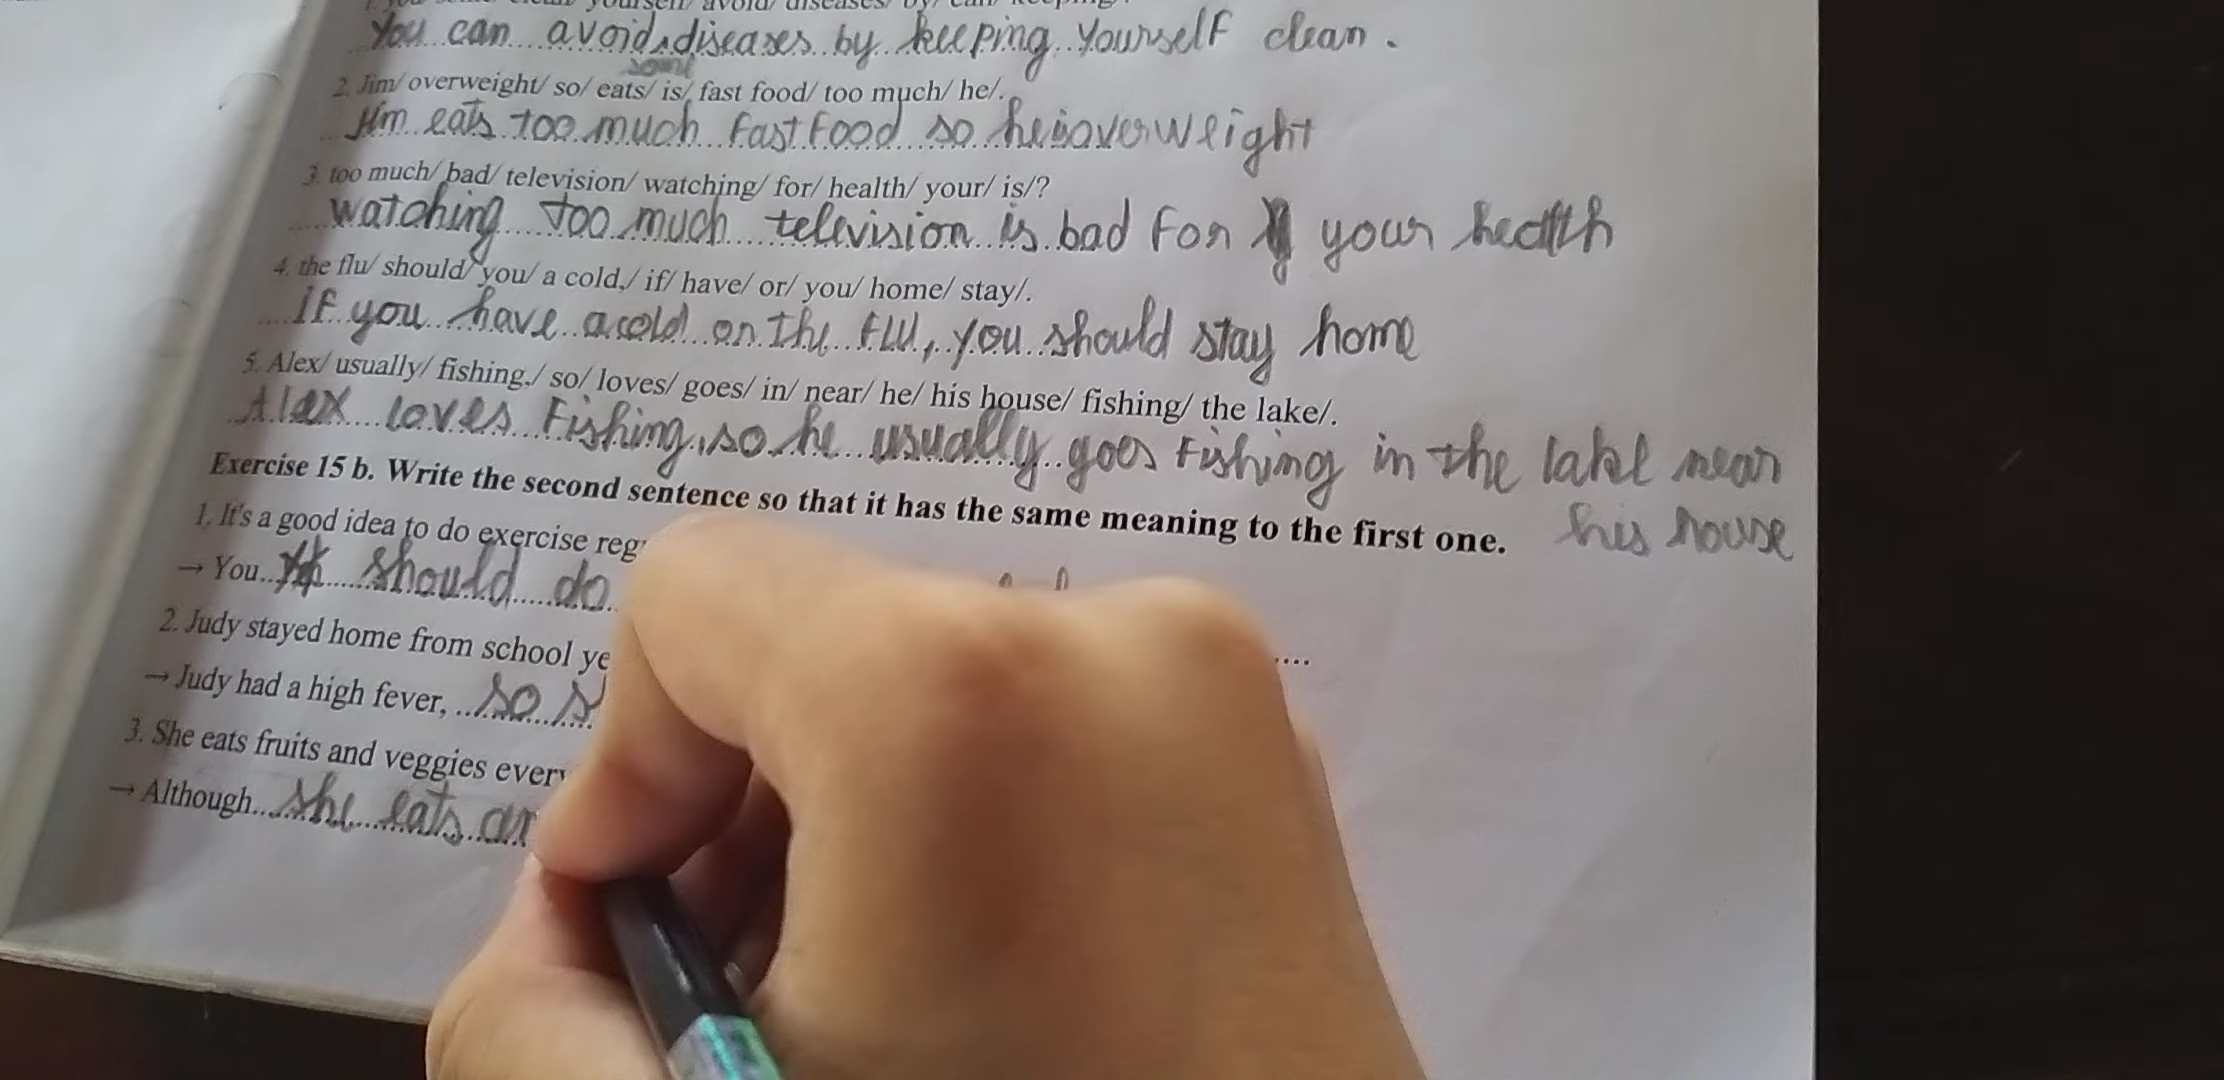 You can avoid diseases by keeping yourself clean.
some
2. Jim/ overweight/ so/ eats/ is/ fast food/ too much/ he/.
Jim eats too much fast food so he is overweight
3. too much/ bad/ television/ watching/ for/ health/ your/ is/?
watching too much television is bad for your health
4. the flu/ should/ you/ a cold,/ if/ have/ or/ you/ home/ stay/.
if you have a cold or the flu, you should stay home
5. Alex/ usually/ fishing,/ so/ loves/ goes/ in/ near/ he/ his house/ fishing/ the lake/.
Alex loves fishing, so he usually goes fishing in the lake near
his house
Exercise 15 b. Write the second sentence so that it has the same meaning to the first one.
1. It's a good idea to do exercise
→ You should do
2. Judy stayed home from school
→ Judy had a high fever, so
3. She eats fruits and veggies
→ Although she eats